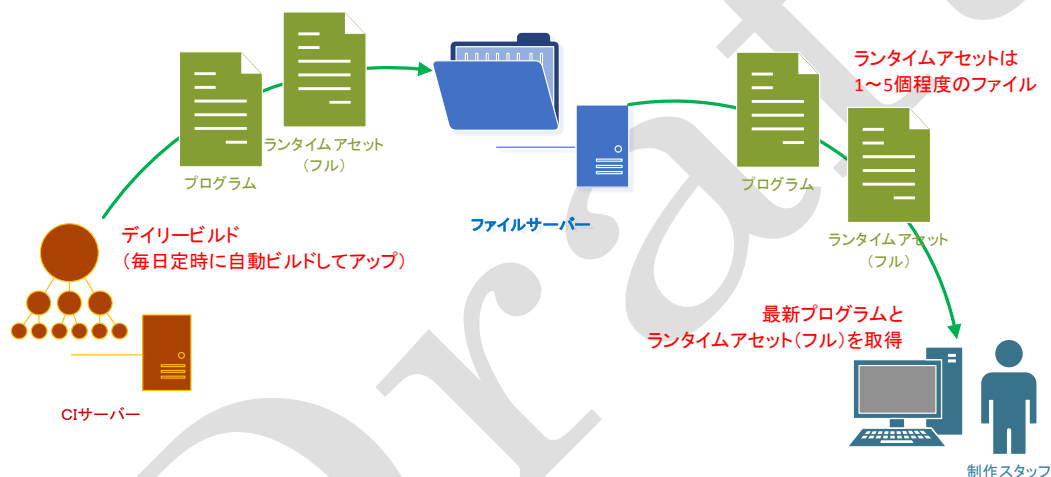 ランタイムアセット
(フル)
プログラム
ランタイムアセットは
1~5個程度のファイル
プログラム
ランタイムアセット
(フル)
ファイルサーバー
デイリービルド
(毎日定時に自動ビルドしてアップ)
最新プログラムと
ランタイムアセット(フル)を取得
CIサーバー
制作スタッフ
Draft